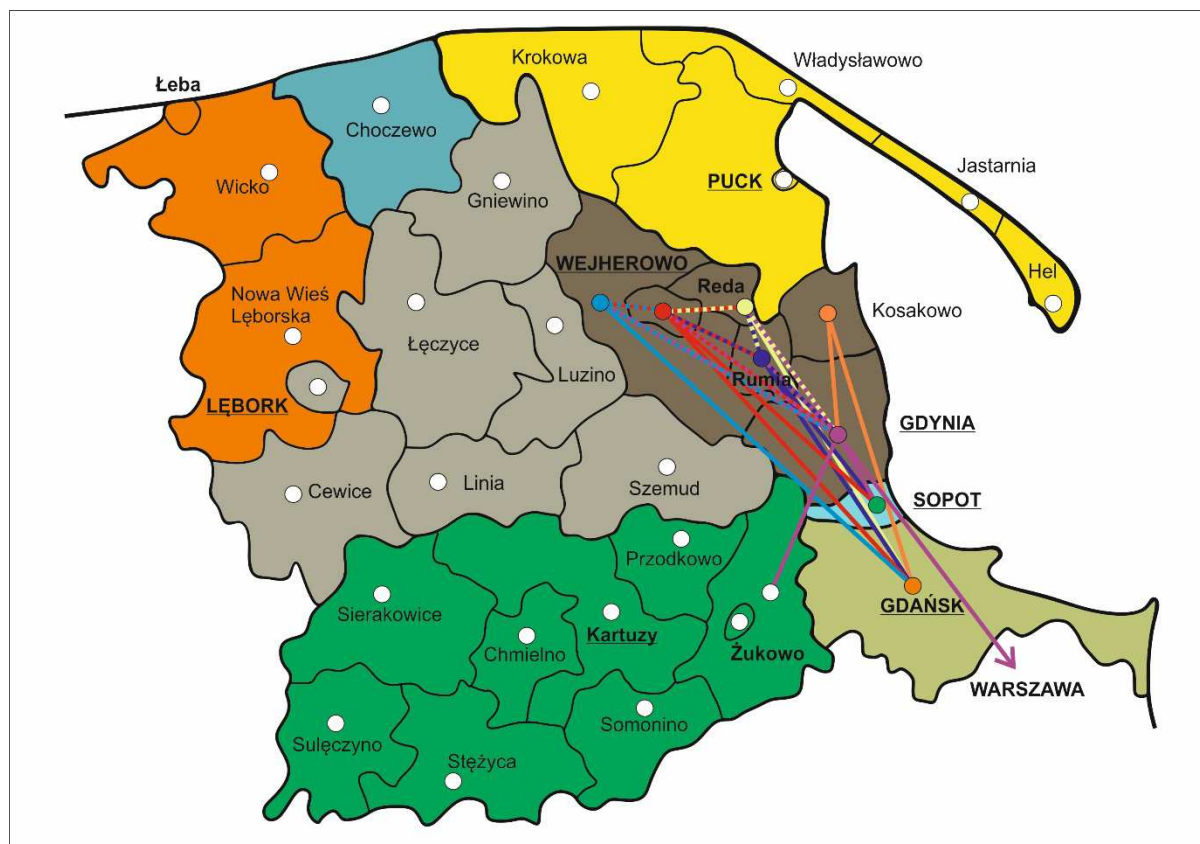 Krokowa
Władysławowo
Łeba
Choczewo
Jastarnia
Wicko
PUCK
Gniewino
WEJHEROWO
Reda
Hel
Nowa Wieś
Lęborska
Kosakowo
Łęczyce
Luzino
Rumia
LĘBORK
GDYNIA
Cewice
Linia
Szemud
SOPOT
Przodkowo
GDAŃSK
Sierakowice
Kartuzy
Chmielno
Żukowo
WARSZAWA
Somonino
Sulęczyno
Stężyca